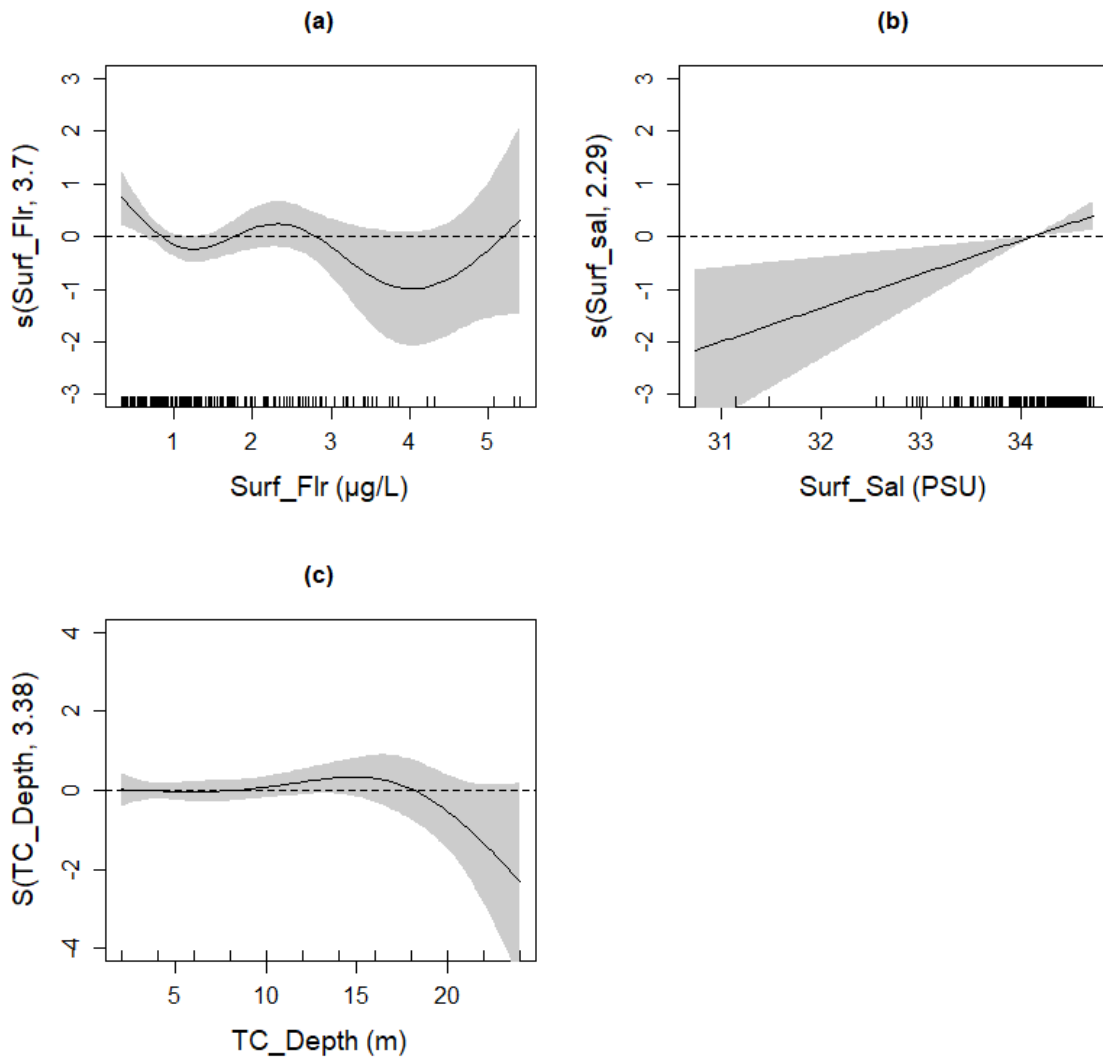 (a)
3
2
1
0
-1
-2
-3
s(Surf_Flr, 3.7)
1 2 3 4 5
Surf_Flr (µg/L)
(b)
3
2
1
0
-1
-2
-3
s(Surf_sal, 2.29)
31 32 33 34
Surf_Sal (PSU)
(c)
4
2
0
-2
-4
S(TC_Depth, 3.38)
5 10 15 20
TC_Depth (m)